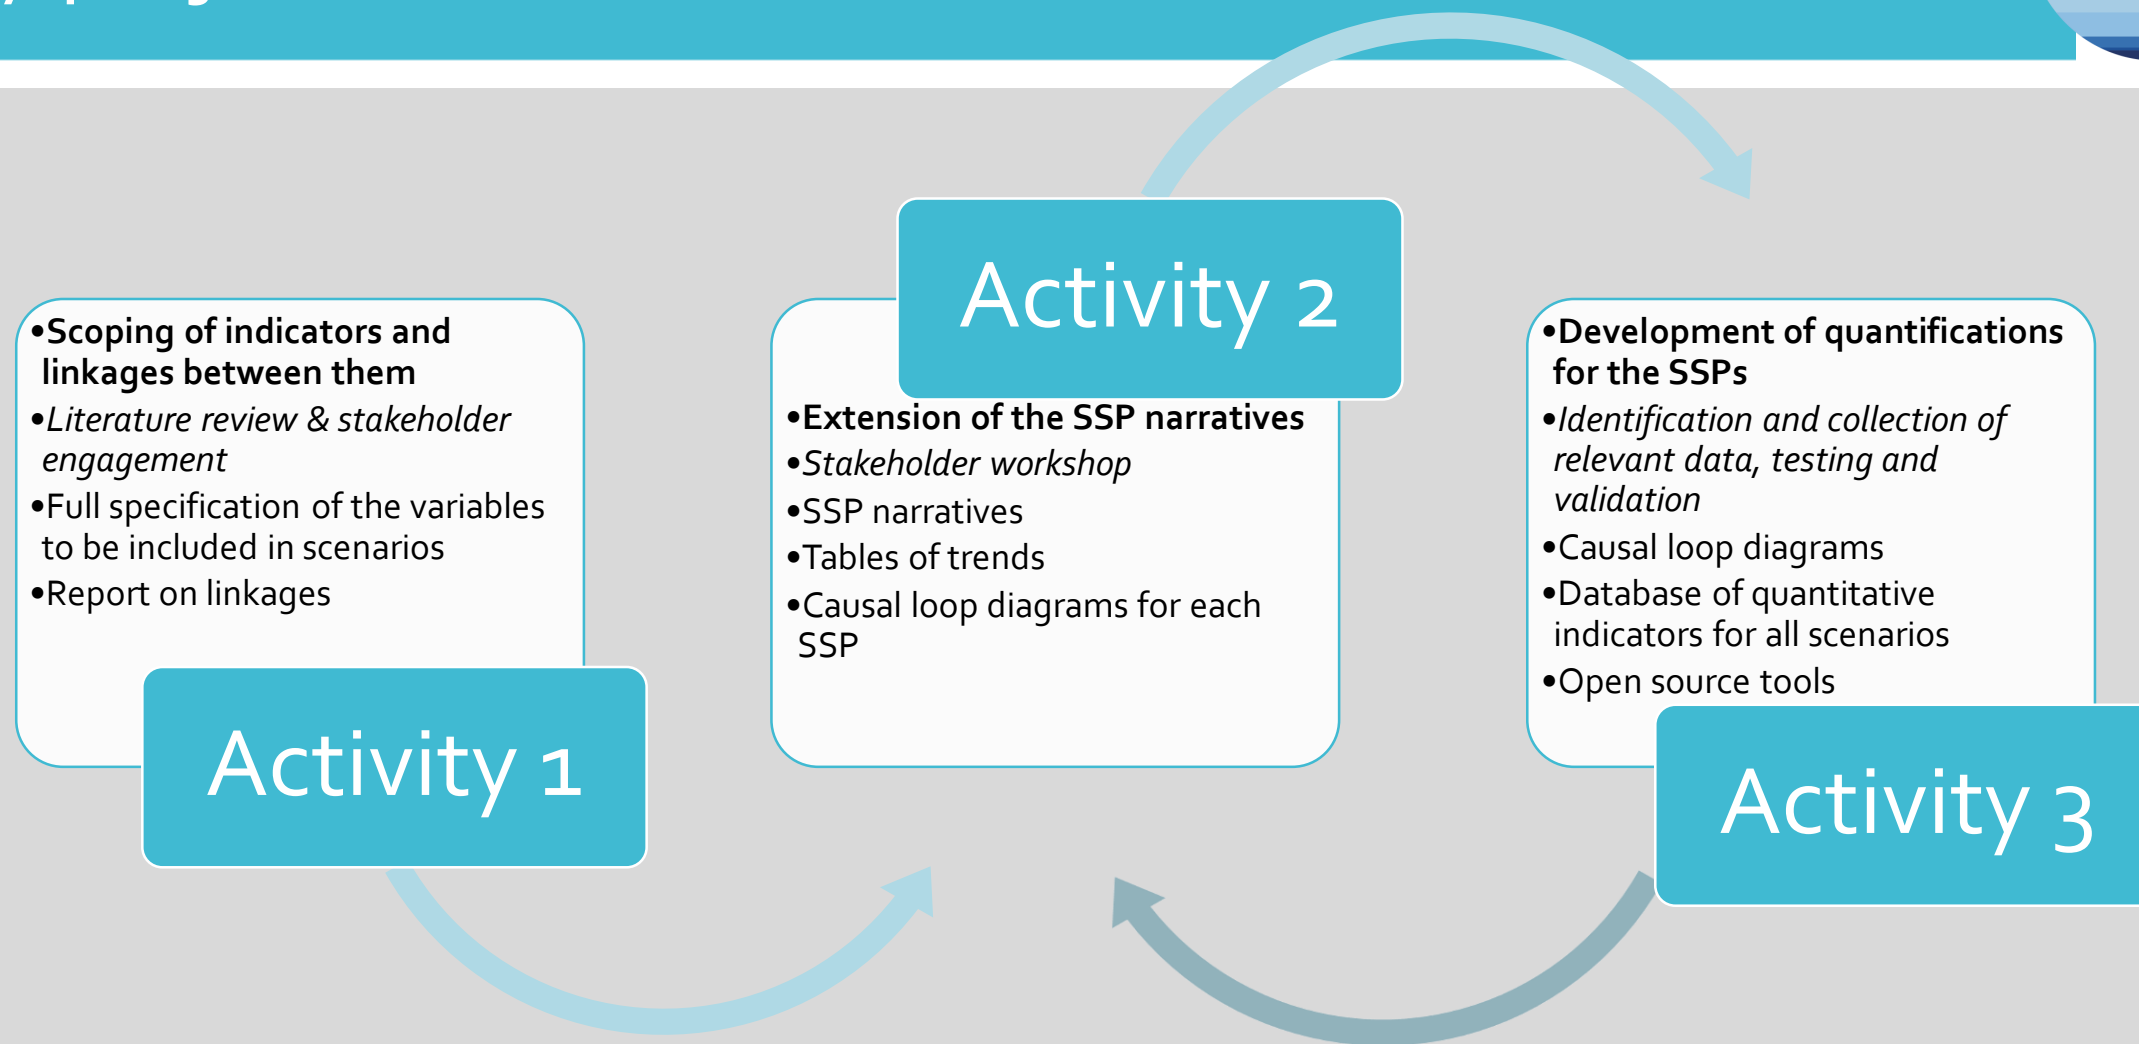 •Scoping of indicators and
linkages between them
•Literature review & stakeholder
engagement
•Full specification of the variables
to be included in scenarios
•Report on linkages
Activity 1
Activity 2
•Extension of the SSP narratives
•Stakeholder workshop
•SSP narratives
•Tables of trends
•Causal loop diagrams for each
SSP
•Development of quantifications
for the SSPs
•Identification and collection of
relevant data, testing and
validation
•Causal loop diagrams
•Database of quantitative
indicators for all scenarios
•Open source tools
Activity 3